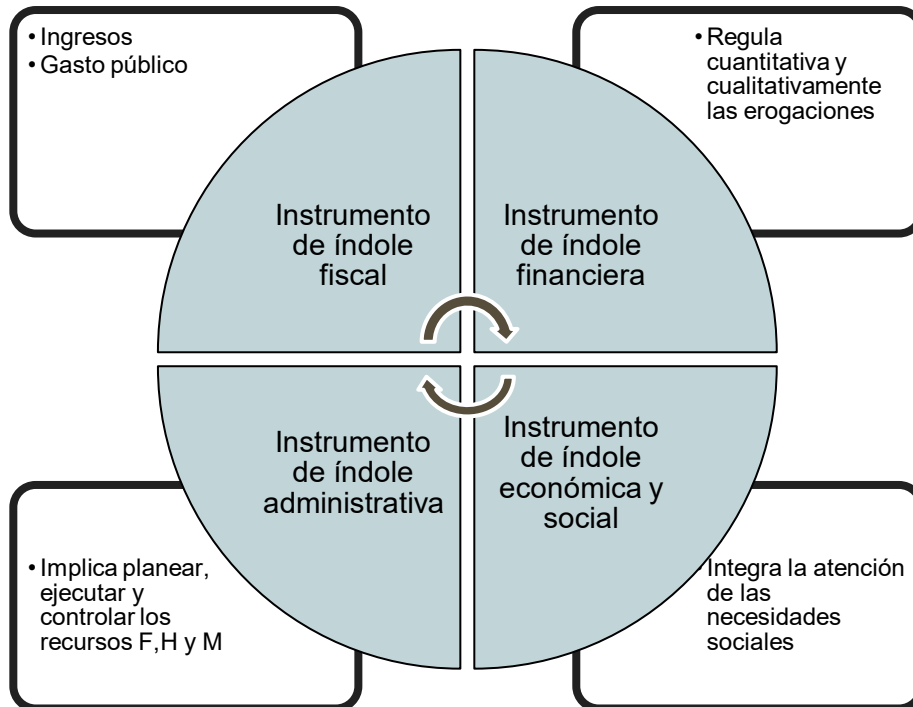 • Ingresos
• Gasto público
• Regula
cuantitativa y
cualitativamente
las erogaciones
Instrumento
de índole
fiscal
Instrumento
de índole
financiera
Instrumento
de índole
administrativa
Instrumento
de índole
económica y
social
• Implica planear,
ejecutar y
controlar los
recursos F,H y M
• Integra la atención
de las
necesidades
sociales